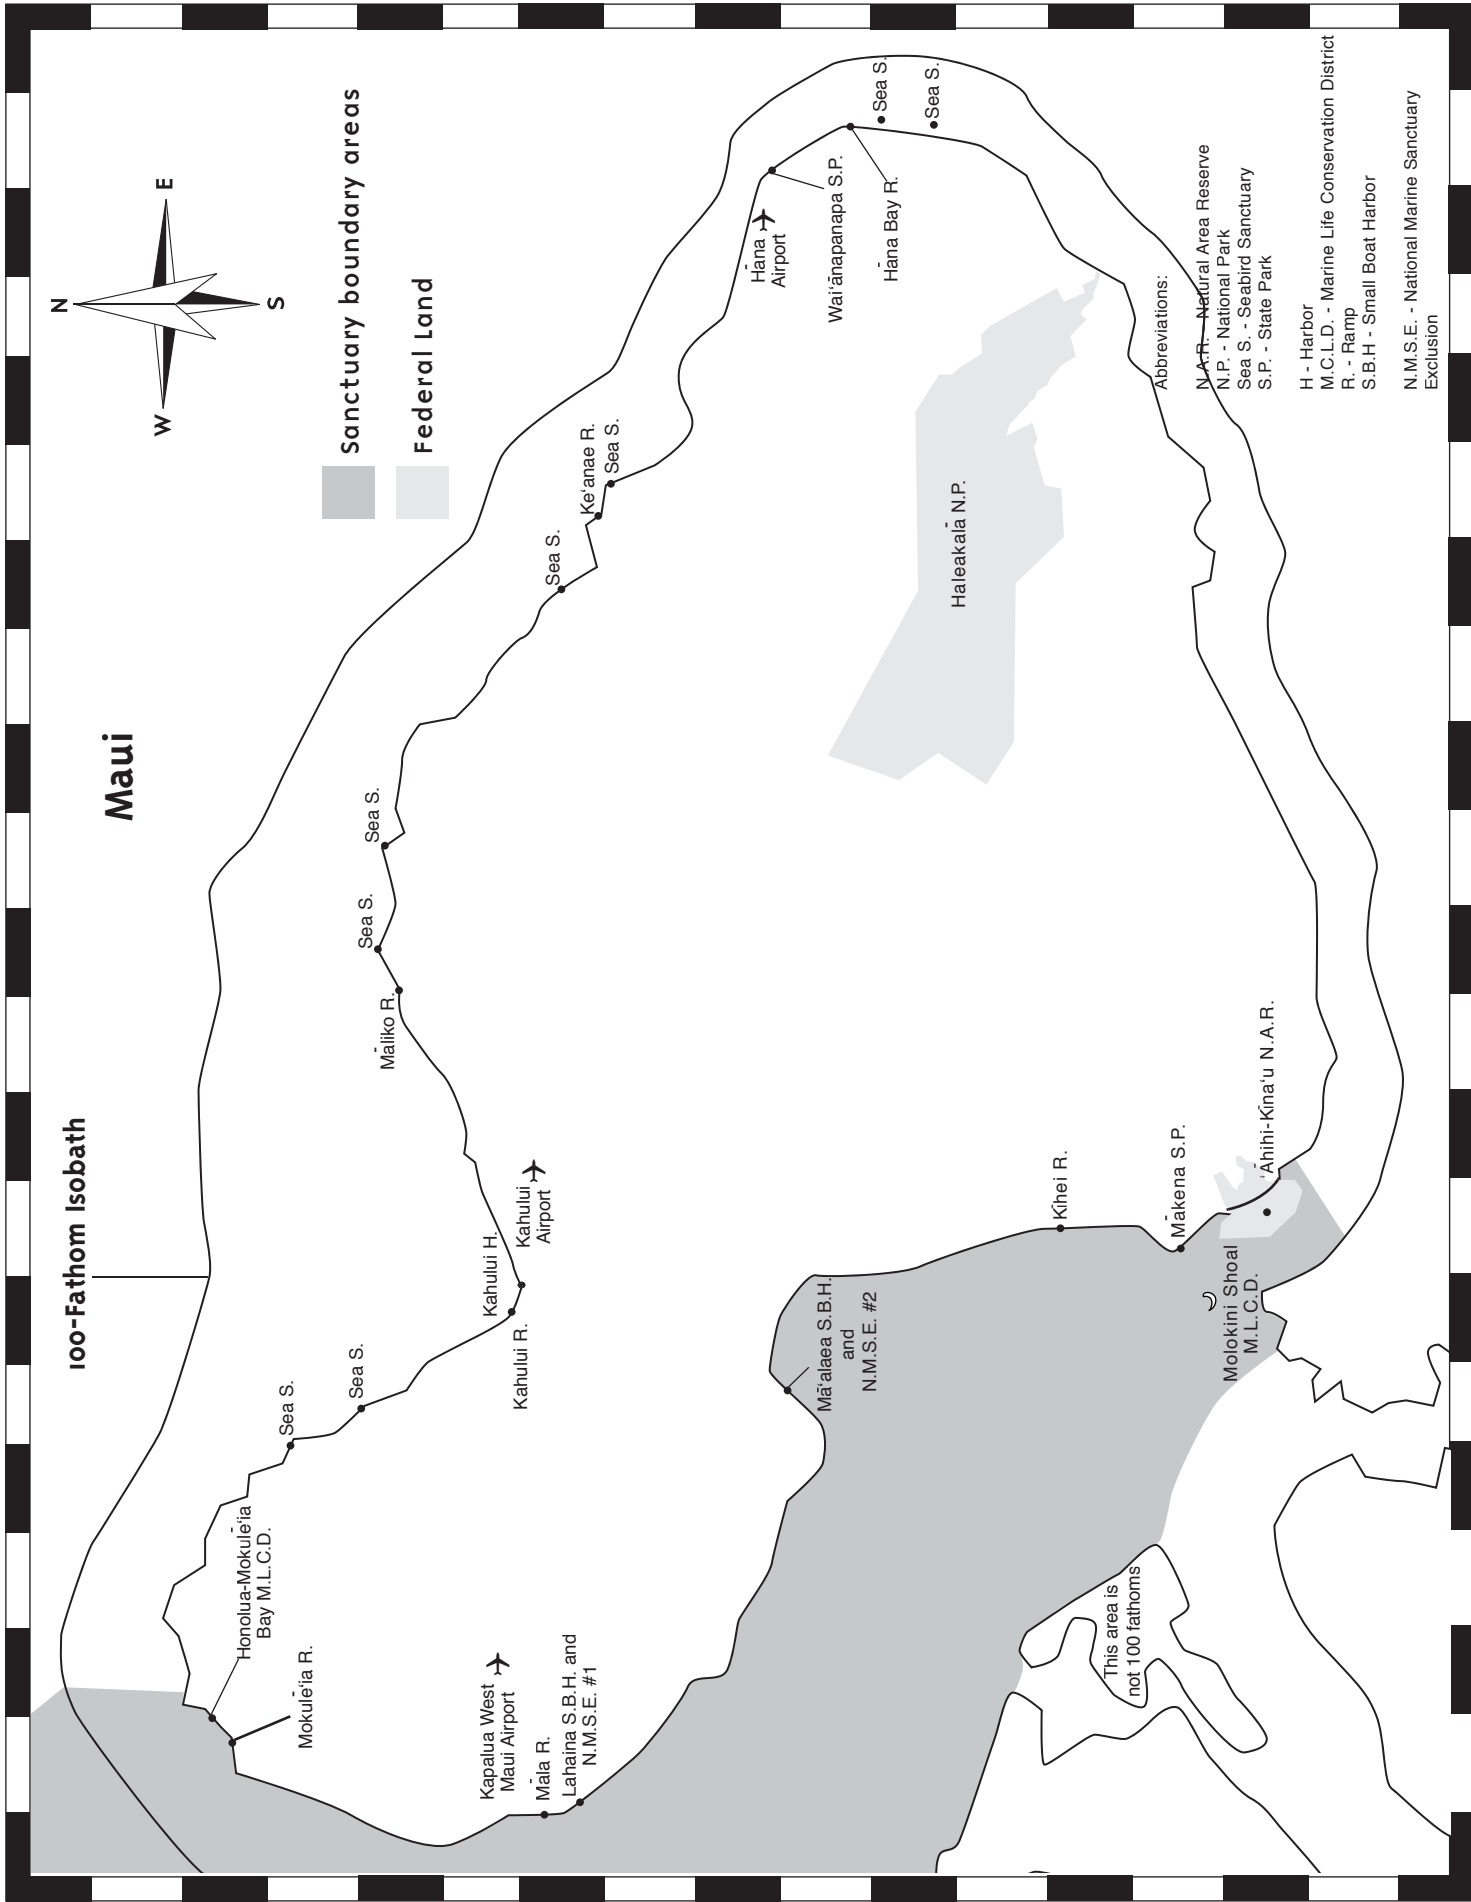 Maui
100-Fathom Isobath
N
W
E
S
Sanctuary boundary areas
Federal Land
Honolua-Mokulē‘ia
Bay M.L.C.D.
Mokulē‘ia R.
Sea S.
Sea S.
Kahului R.
Kahului H.
Kahului
Airport
Māliko R.
Sea S.
Sea S.
Sea S.
Ke‘anae R.
Sea S.
Hāna
Airport
Wai‘ānapanapa S.P.
Hāna Bay R.
Sea S.
Sea S.
Haleakalā N.P.
Kapalua West
Maui Airport
Māla R.
Lahaina S.B.H. and
N.M.S.E. #1
Mā‘alaea S.B.H.
and
N.M.S.E. #2
Kīhei R.
Mākena S.P.
‘Āhihi-Kīna‘u N.A.R.
Molokini Shoal
M.L.C.D.
This area is
not 100 fathoms
Abbreviations:
N.A.R. - Natural Area Reserve
N.P. - National Park
Sea S. - Seabird Sanctuary
S.P. - State Park
H - Harbor
M.C.L.D. - Marine Life Conservation District
R. - Ramp
S.B.H - Small Boat Harbor
N.M.S.E. - National Marine Sanctuary
Exclusion